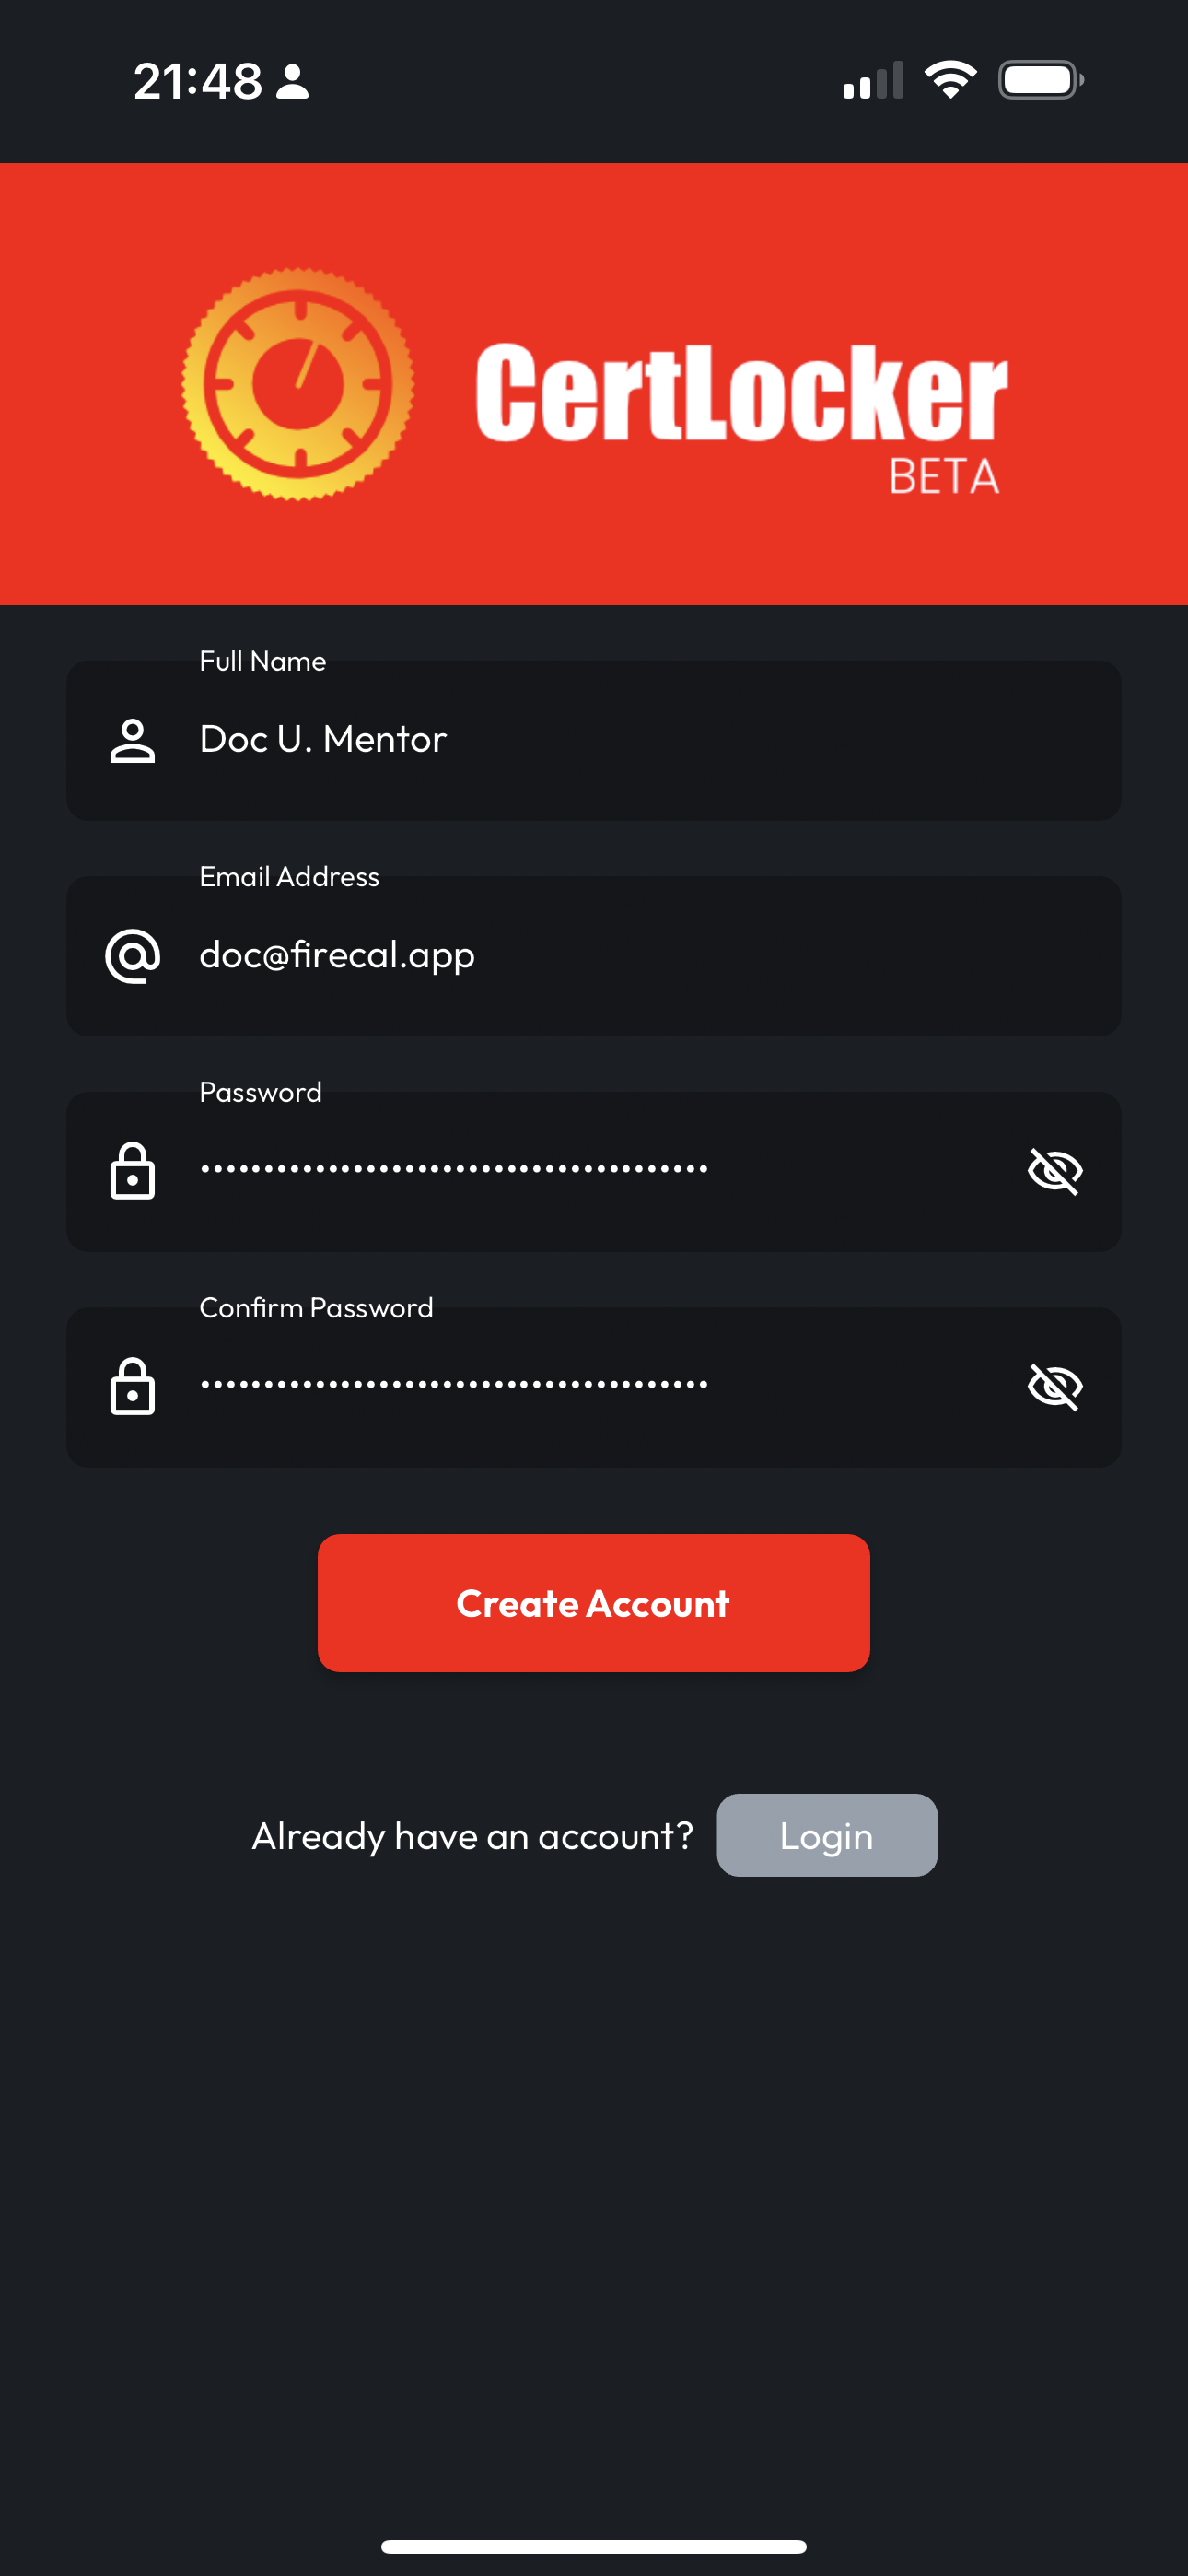 21:48
CertLocker
BETA
Full Name
Doc U. Mentor
Email Address
doc@firecal.app
Password
••••••••••••••••••••••••••••••••••••••••
Confirm Password
••••••••••••••••••••••••••••••••••••••••
Create Account
Already have an account? Login